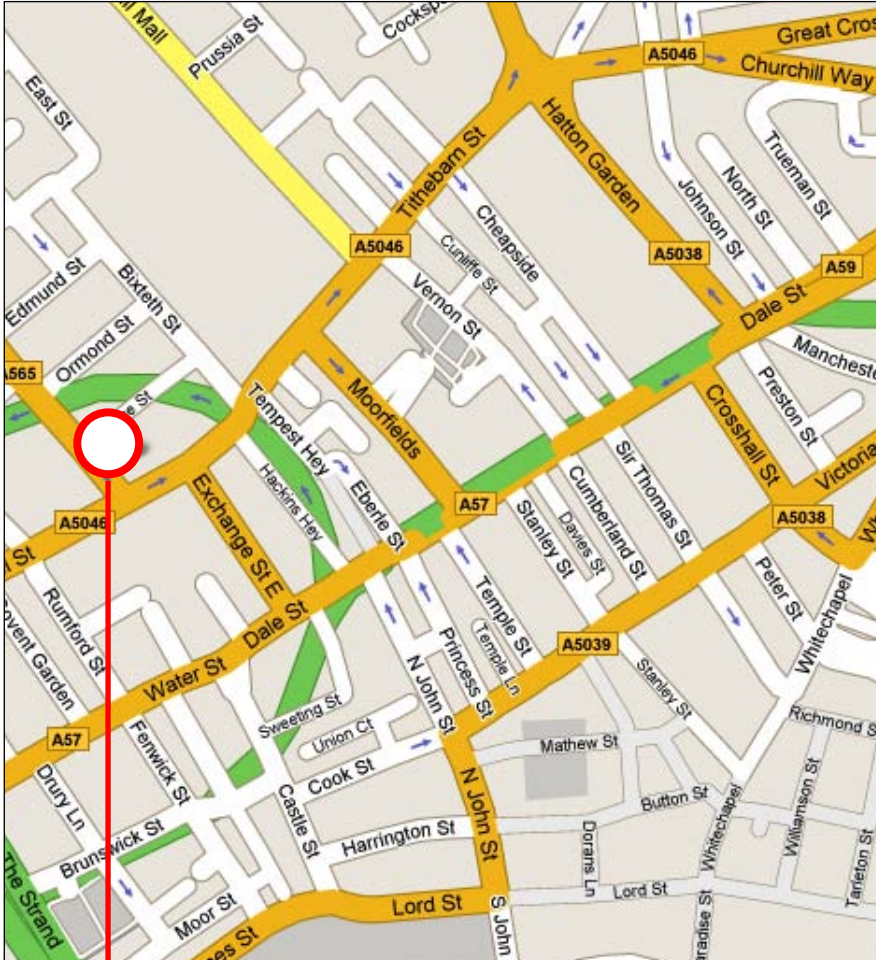 ll Mall
Prussia St
Cocksp
Great Cros
A5046
Churchill Way
East St
Hatton Garden
Tithebarn St
Trueman St
North St
Johnson St
Cheapside
A5046
Cunliffe St
A5038
A59
Edmund St
Bixteth St
Vernon St
Dale St
Ormond St
A565
Mancheste
e St
Tempest Hey
Moorfields
Preston St
Crosshall St
Hackins Hey
Sir Thomas St
Victoria
A5046
Exchange St E
Eberle St
A57
Stanley St
Cumberland St
Davies St
A5038
Wh
l St
Rumford St
Covent Garden
Dale St
Temple St
Temple Ln
Princess St
Peter St
Whitechapel
A5039
Water St
N John St
Stanley St
Sweeting St
Union Ct
Richmond S
A57
Fenwick St
Mathew St
Drury Ln
Cook St
N John St
Castle St
Button St
Whitechapel
Williamson St
Brunswick St
Harrington St
Dorans Ln
Tarleton St
The Strand
Moor St
Lord St
Lord St
S John
aradise St
mes St